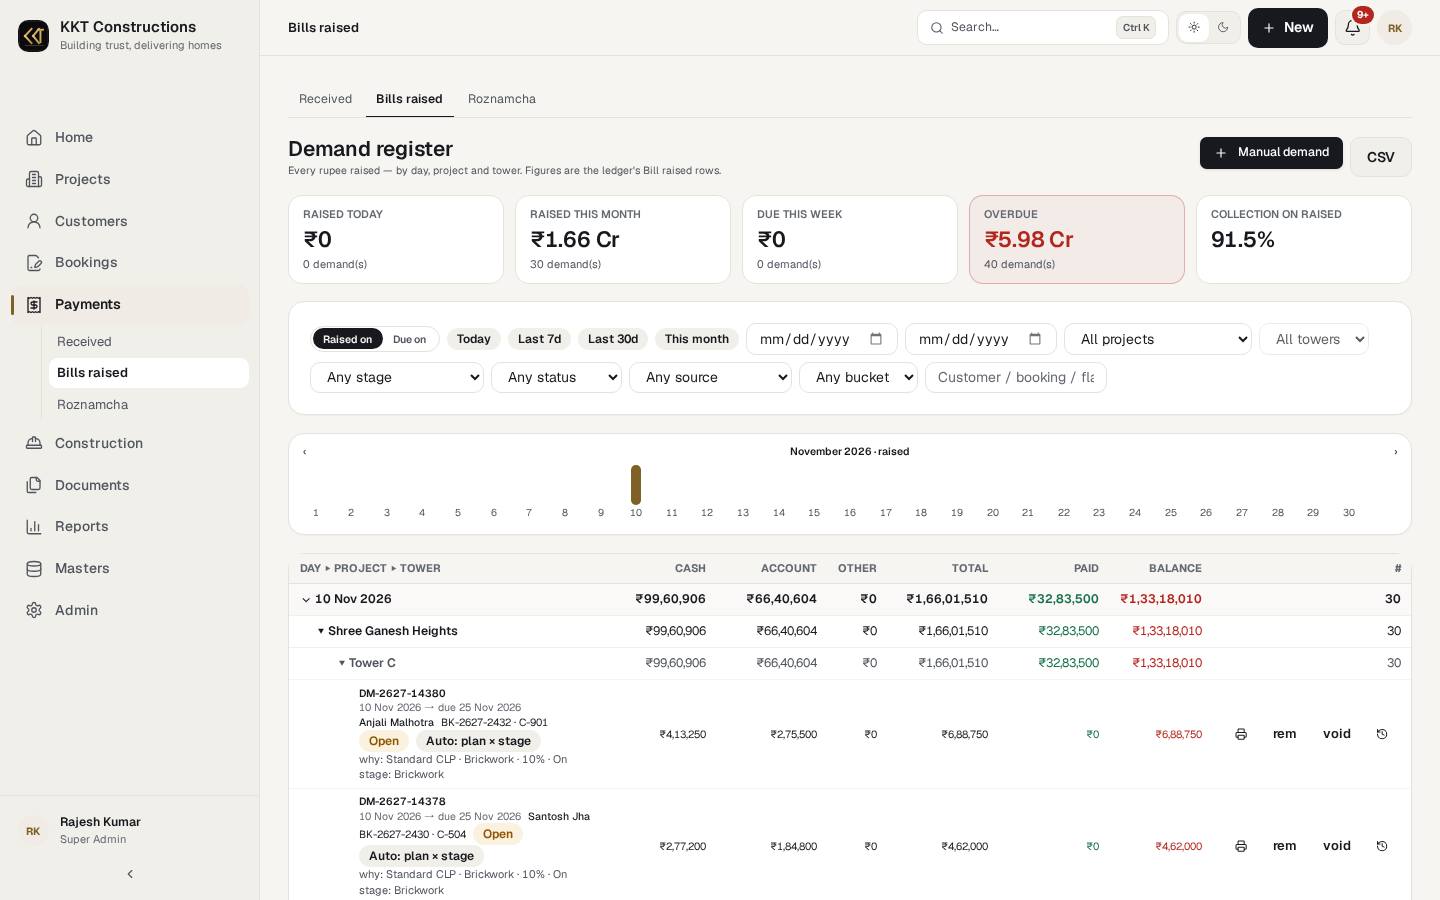 KKT Constructions
Building trust, delivering homes
Bills raised
Search...
Ctrl K
New
9+
RK
Home
Projects
Customers
Bookings
Payments
Received
Bills raised
Roznamcha
Construction
Documents
Reports
Masters
Admin
RK
Rajesh Kumar
Super Admin
Received
Bills raised
Roznamcha
Demand register
Every rupee raised — by day, project and tower. Figures are the ledger's Bill raised rows.
Manual demand
CSV
RAISED TODAY
₹0
0 demand(s)
RAISED THIS MONTH
₹1.66 Cr
30 demand(s)
DUE THIS WEEK
₹0
0 demand(s)
OVERDUE
₹5.98 Cr
40 demand(s)
COLLECTION ON RAISED
91.5%
Raised on Due on Today Last 7d Last 30d This month mm/dd/yyyy mm/dd/yyyy All projects All towers
Any stage Any status Any source Any bucket Customer / booking / fla
‹ November 2026 · raised ›
1 2 3 4 5 6 7 8 9 10 11 12 13 14 15 16 17 18 19 20 21 22 23 24 25 26 27 28 29 30
DAY ▸ PROJECT ▸ TOWER CASH ACCOUNT OTHER TOTAL PAID BALANCE #
10 Nov 2026 ₹99,60,906 ₹66,40,604 ₹0 ₹1,66,01,510 ₹32,83,500 ₹1,33,18,010 30
▾ Shree Ganesh Heights ₹99,60,906 ₹66,40,604 ₹0 ₹1,66,01,510 ₹32,83,500 ₹1,33,18,010 30
▾ Tower C ₹99,60,906 ₹66,40,604 ₹0 ₹1,66,01,510 ₹32,83,500 ₹1,33,18,010 30
DM-2627-14380
10 Nov 2026 → due 25 Nov 2026
Anjali Malhotra BK-2627-2432 · C-901
Open Auto: plan × stage
why: Standard CLP · Brickwork · 10% · On
stage: Brickwork
₹4,13,250 ₹2,75,500 ₹0 ₹6,88,750 ₹0 ₹6,88,750 rem void
DM-2627-14378
10 Nov 2026 → due 25 Nov 2026 Santosh Jha
BK-2627-2430 · C-504 Open
Auto: plan × stage
why: Standard CLP · Brickwork · 10% · On
stage: Brickwork
₹2,77,200 ₹1,84,800 ₹0 ₹4,62,000 ₹0 ₹4,62,000 rem void